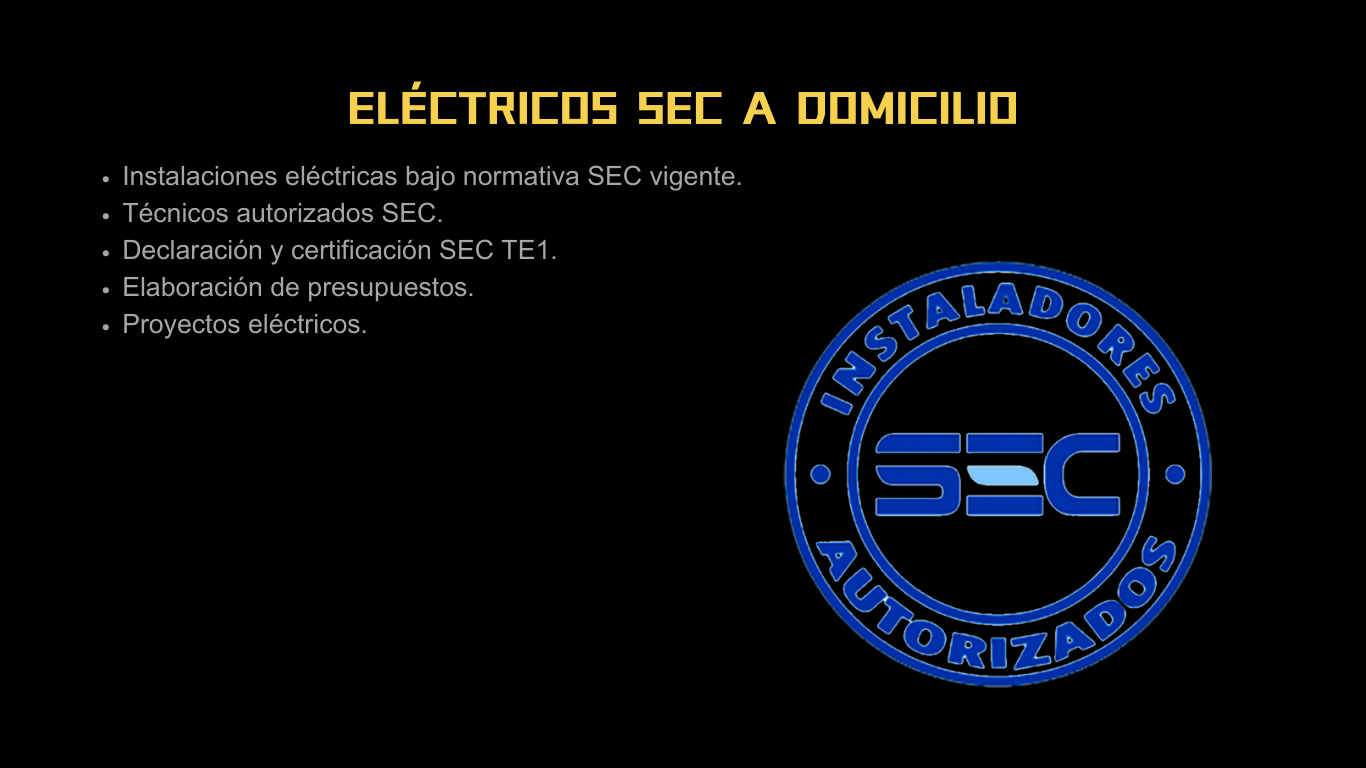 ELÉCTRICOS SEC A DOMICILIO
• Instalaciones eléctricas bajo normativa SEC vigente.
• Técnicos autorizados SEC.
• Declaración y certificación SEC TE1.
• Elaboración de presupuestos.
• Proyectos eléctricos.
INSTALADORES
SEC
AUTORIZADOS